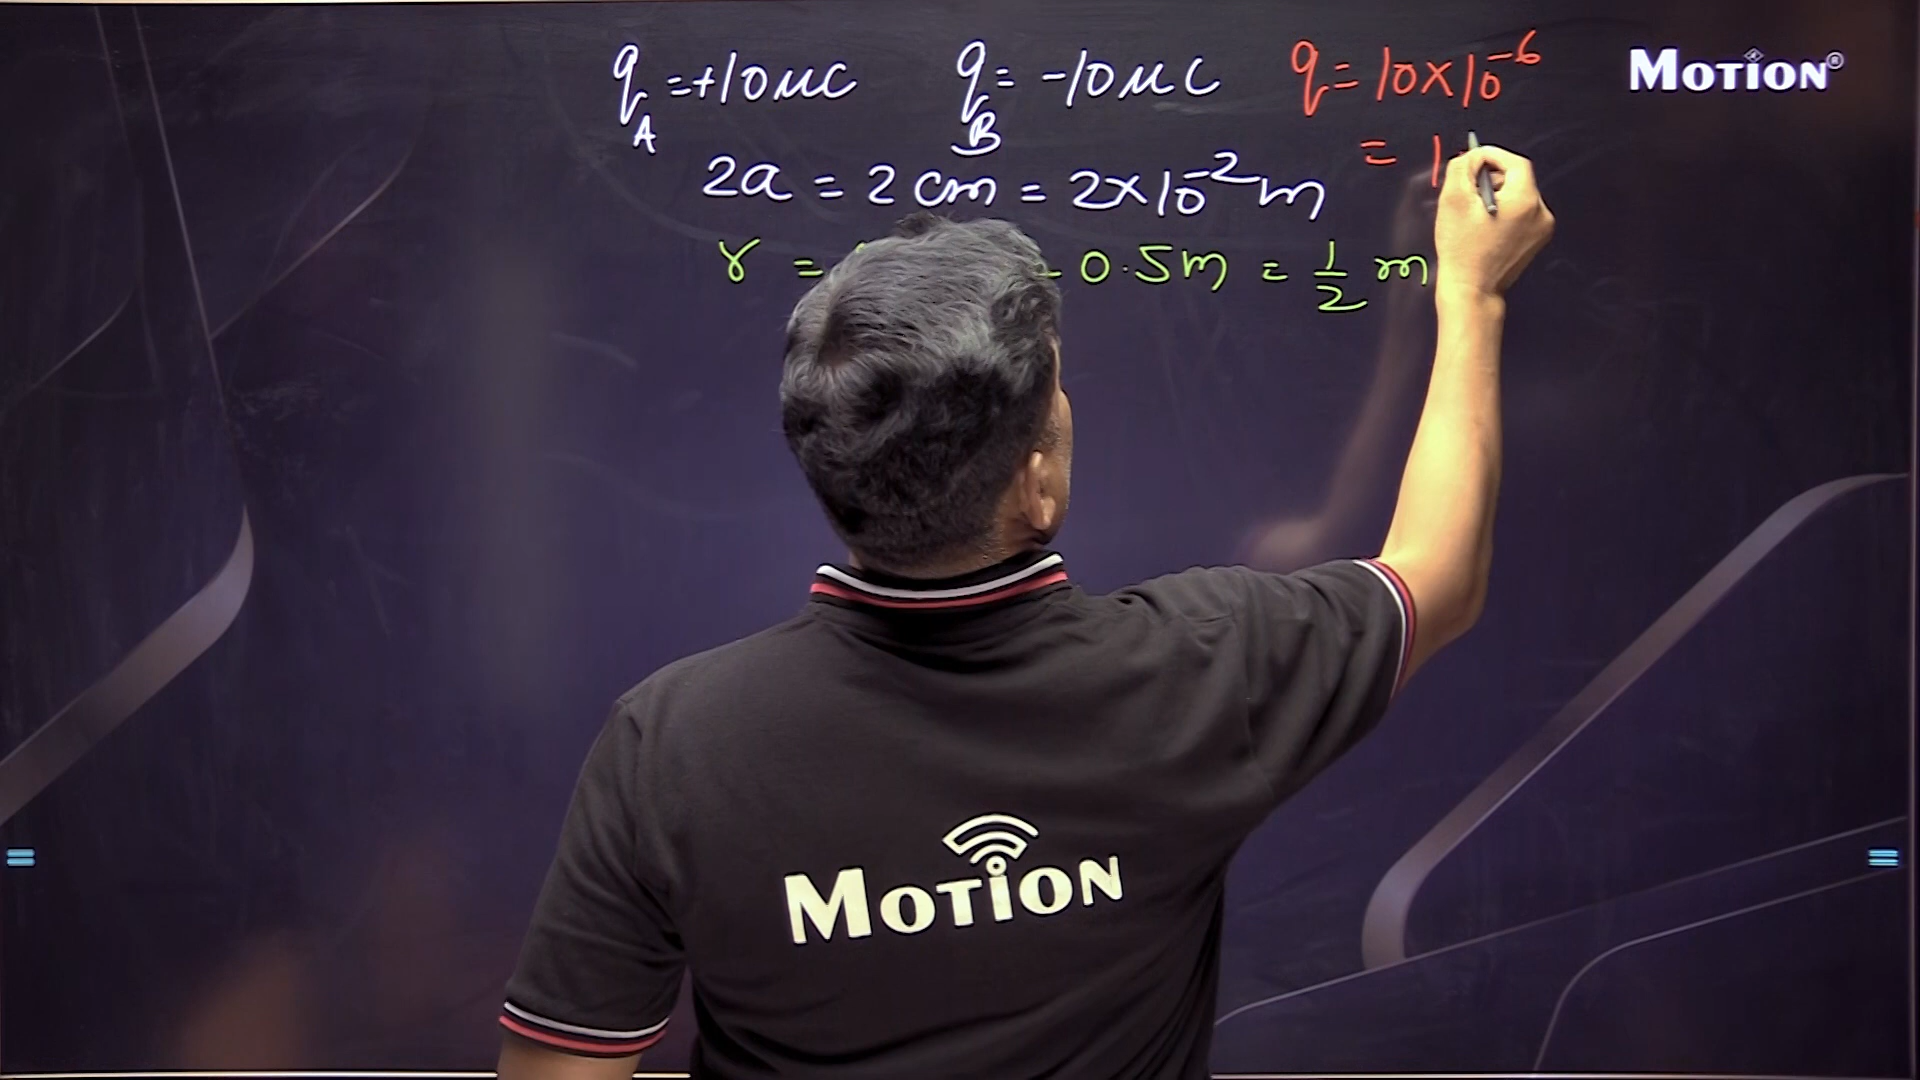 q_A = +10 μC q_B = -10 μC q = 10×10⁻⁶
MOTION®
= 1
2a = 2 cm = 2×10⁻² m
r = 0.5 m = 1/2 m
MOTION